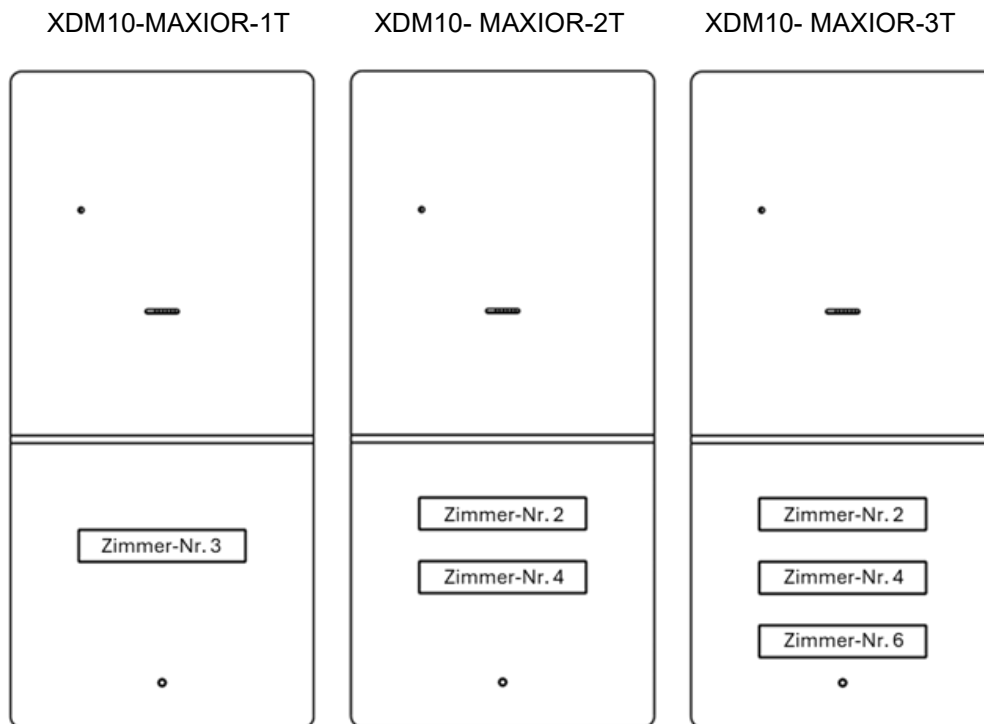 XDM10-MAXIOR-1T
XDM10- MAXIOR-2T
XDM10- MAXIOR-3T
Zimmer-Nr. 3
Zimmer-Nr. 2
Zimmer-Nr. 4
Zimmer-Nr. 2
Zimmer-Nr. 4
Zimmer-Nr. 6